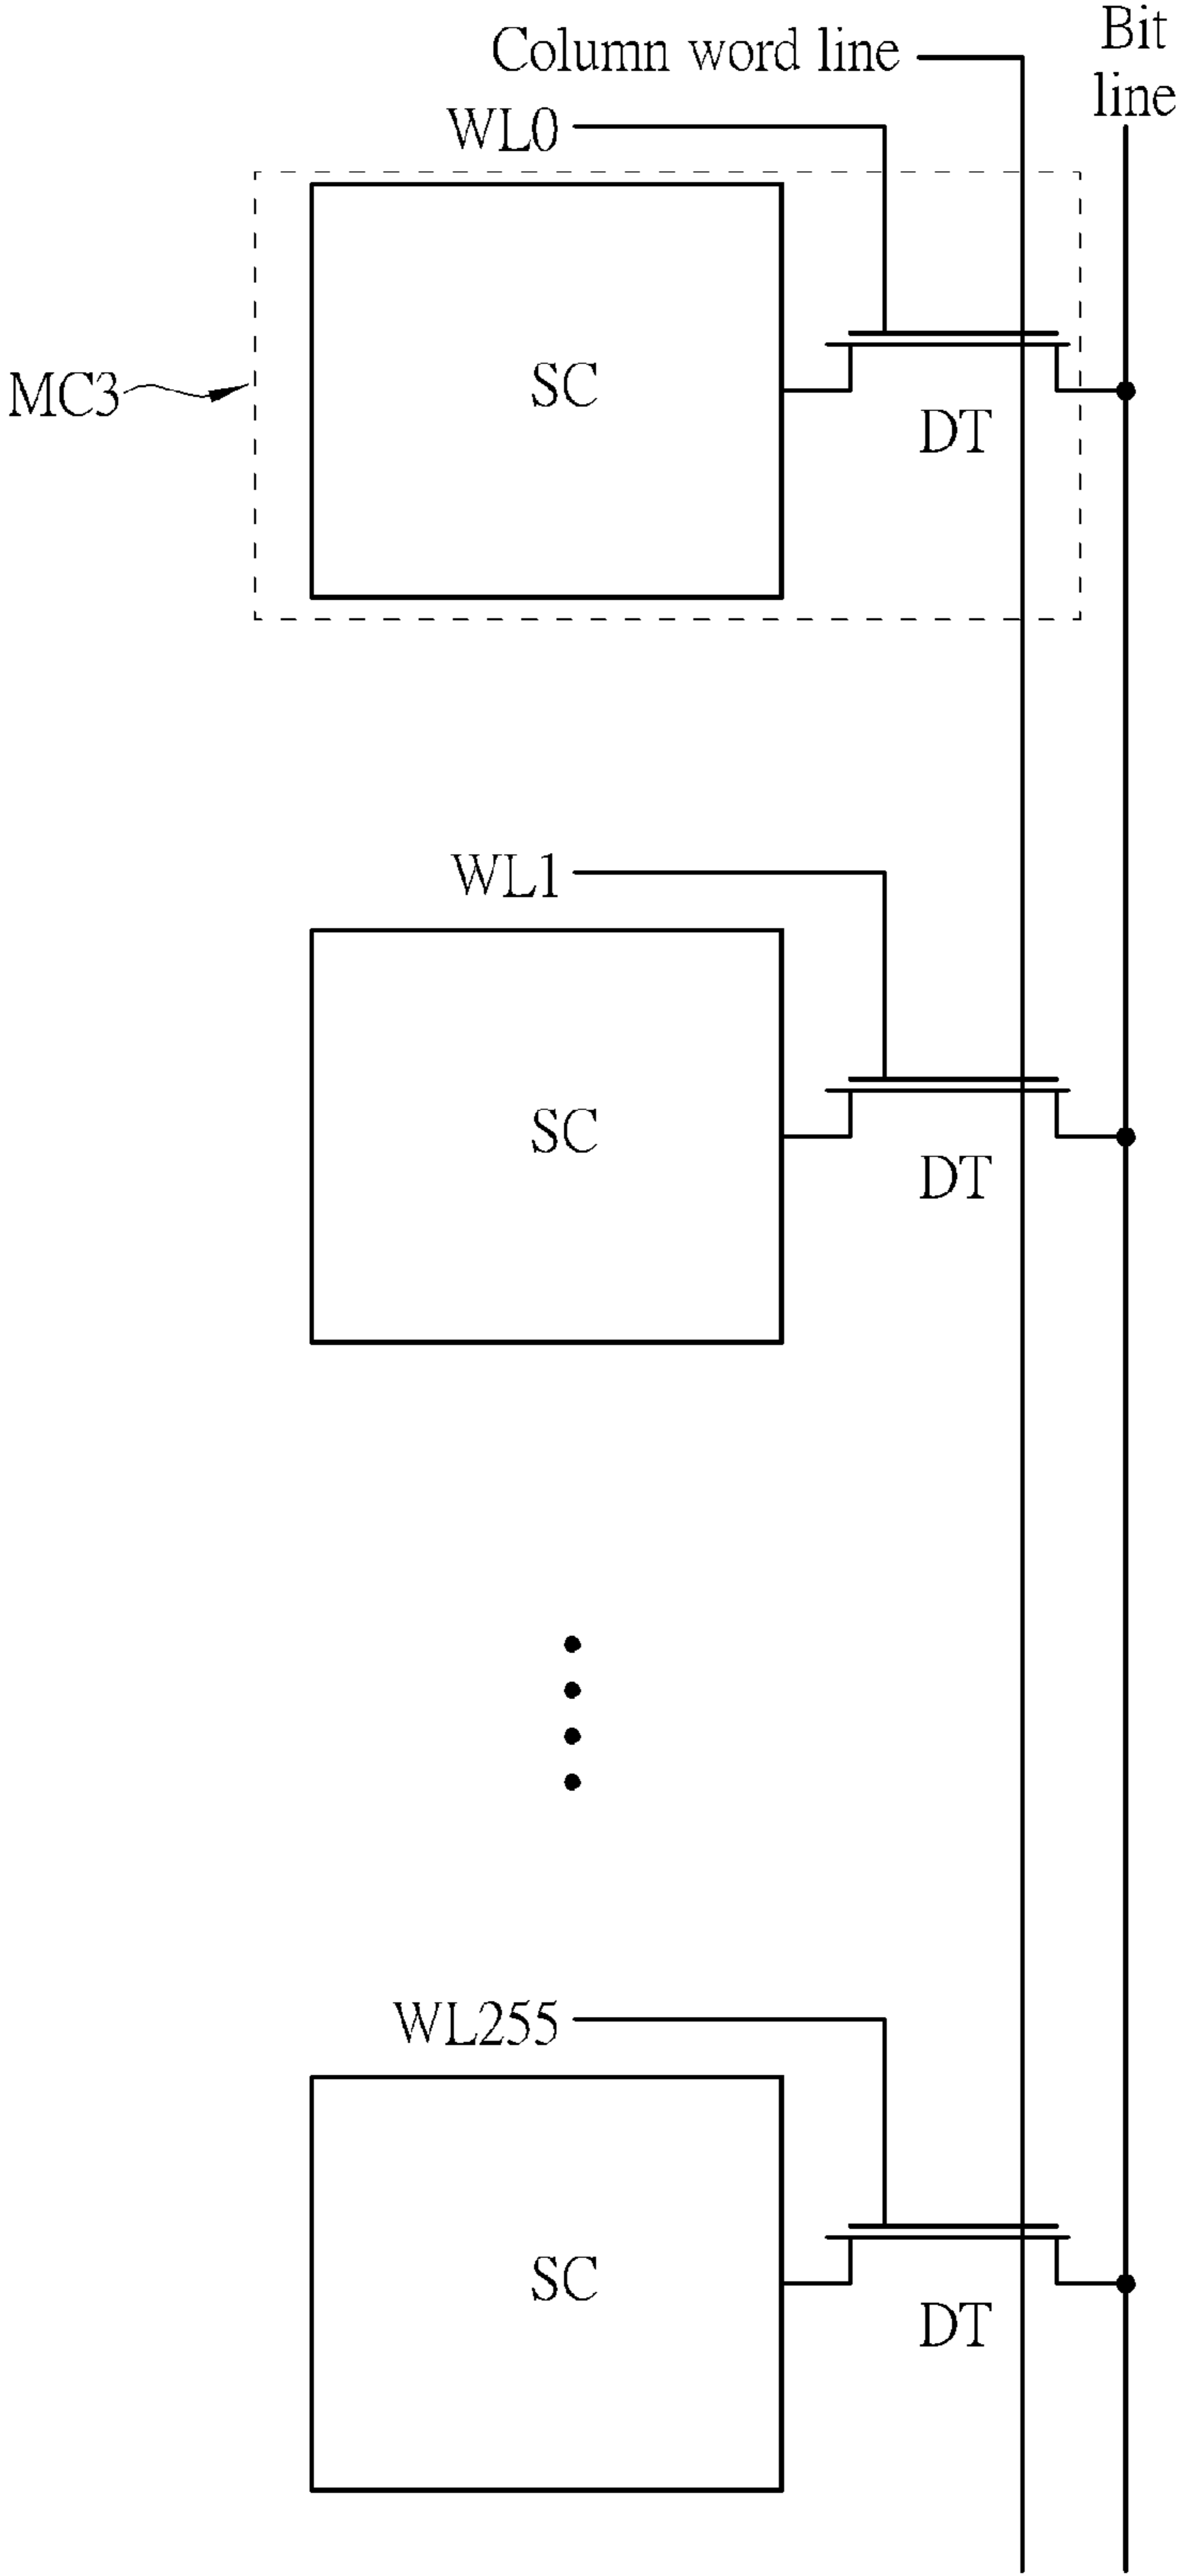 Bit
line
Column word line
WL0
SC
MC3
DT
WL1
SC
DT
WL255
SC
DT